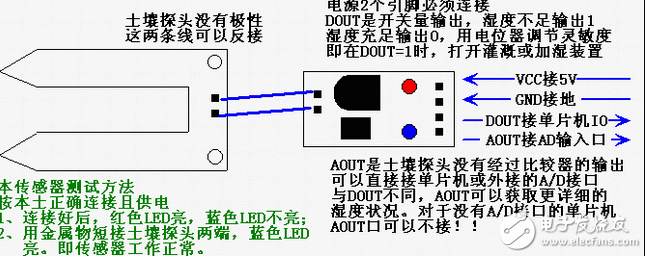 土壤探头没有极性
这两条线可以反接
电源2个引脚必须连接
DOUT是开关量输出，湿度不足输出1
湿度充足输出0，用电位器调节灵敏度
即在DOUT=1时，打开灌溉或加湿装置
VCC接5V
GND接地
DOUT接单片机IO
AOUT接AD输入口
AOUT是土壤探头没有经过比较器的输出
可以直接接单片机或外接的A/D接口
与DOUT不同，AOUT可以获取更详细的
湿度状况。对于没有A/D接口的单片机
AOUT口可以不接！！
本传感器测试方法
按本土正确连接且供电
1、连接好后，红色LED亮，蓝色LED不亮；
2、用金属物短接土壤探头两端，蓝色LED
亮。即传感器工作正常。
电子发烧友
www.elecfans.com